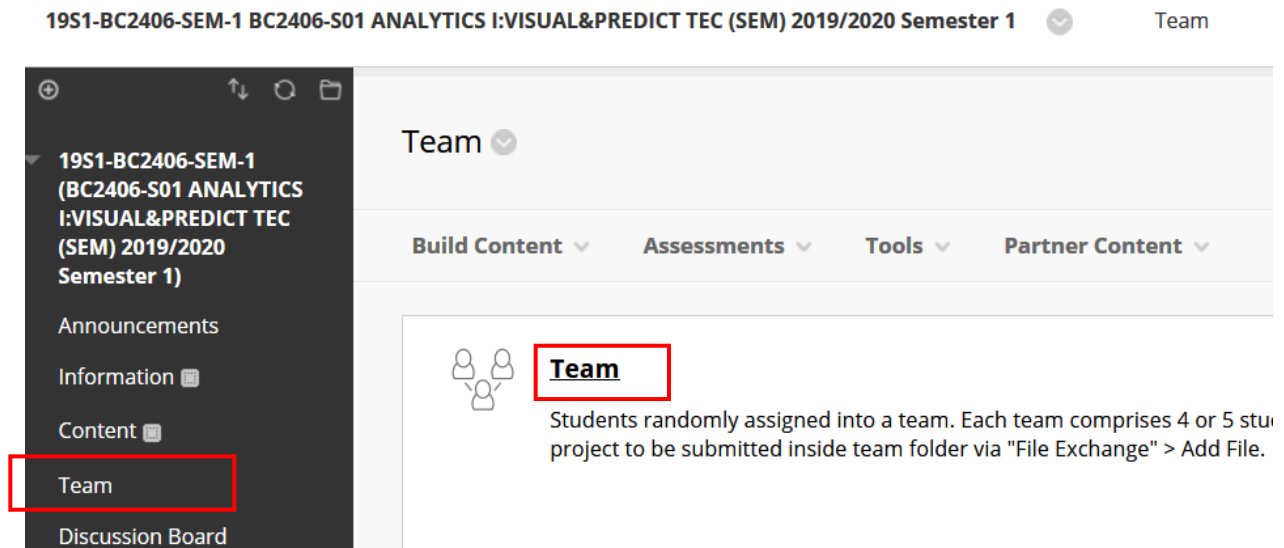 19S1-BC2406-SEM-1 BC2406-S01 ANALYTICS I:VISUAL&PREDICT TEC (SEM) 2019/2020 Semester 1 Team
19S1-BC2406-SEM-1
(BC2406-S01 ANALYTICS
I:VISUAL&PREDICT TEC
(SEM) 2019/2020
Semester 1)
Announcements
Information
Content
Team
Discussion Board
Team
Build Content Assessments Tools Partner Content
Team
Students randomly assigned into a team. Each team comprises 4 or 5
project to be submitted inside team folder via "File Exchange" > Add File.